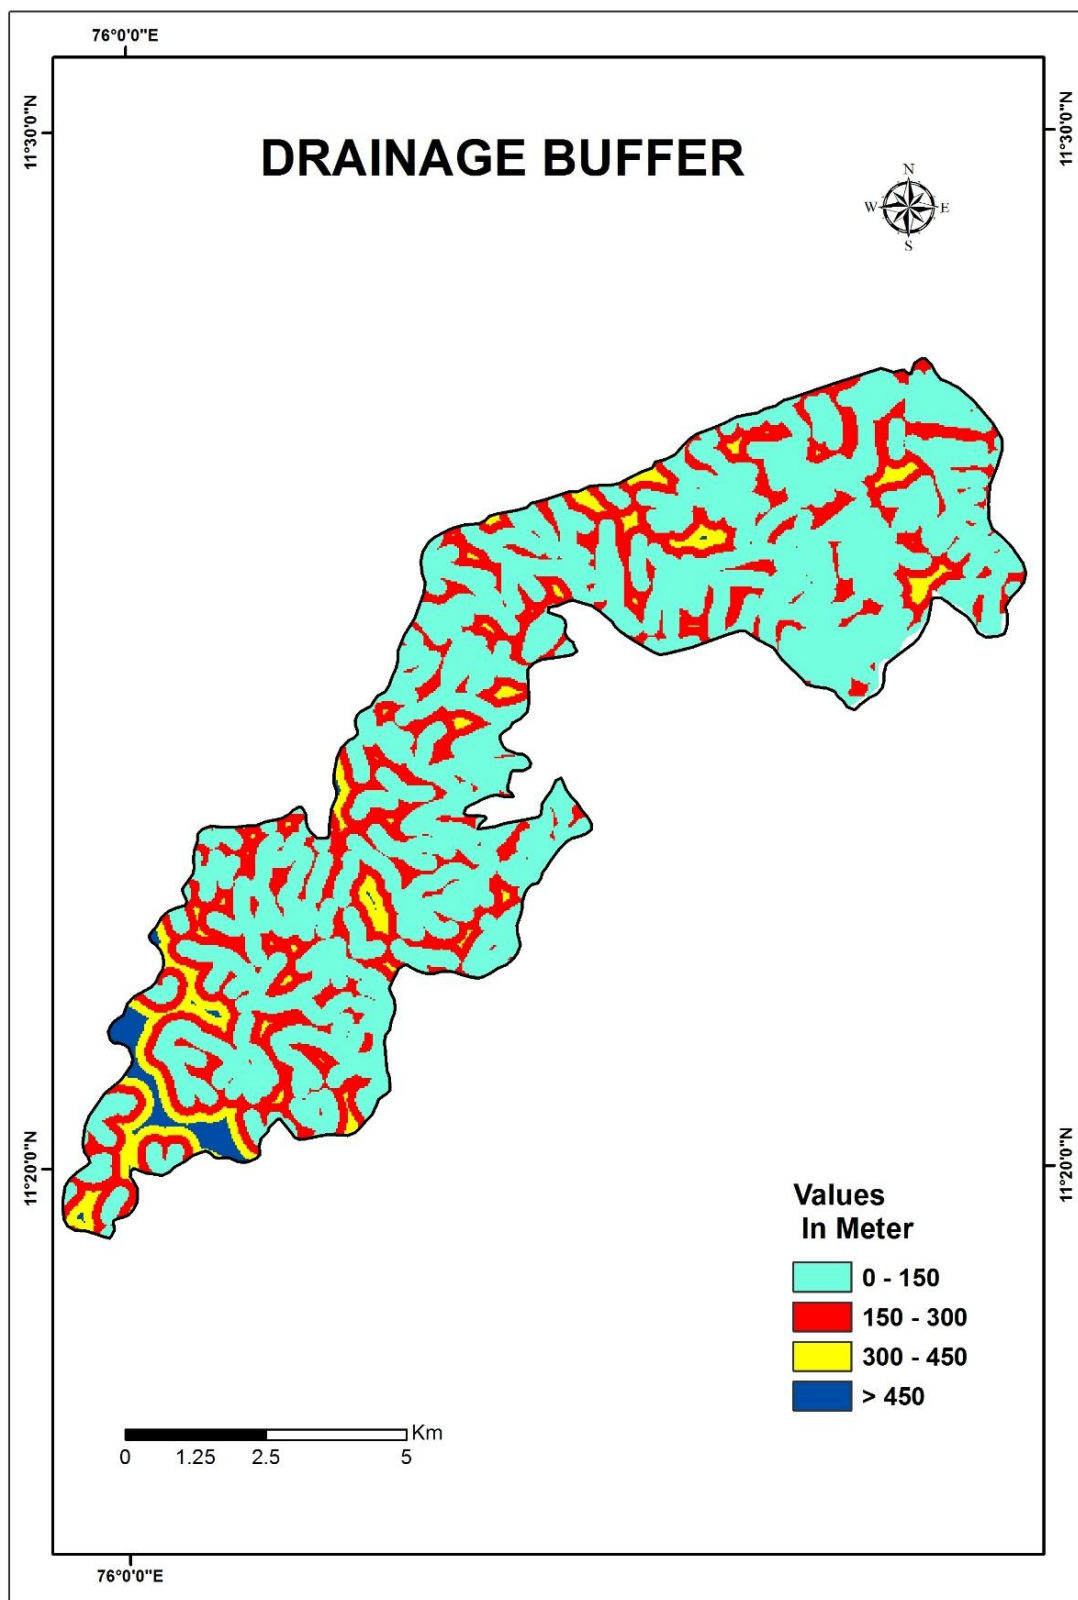 76°0'0"E
11°30'0"N
11°30'0"N
DRAINAGE BUFFER
N
W
E
S
11°20'0"N
11°20'0"N
Values
In Meter
0 - 150
150 - 300
300 - 450
> 450
Km
0 1.25 2.5 5
76°0'0"E